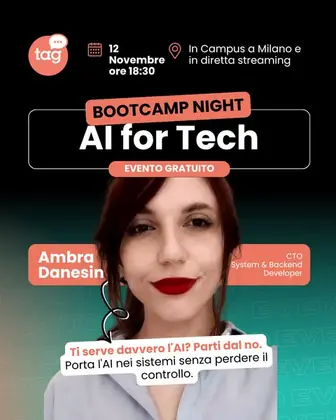 tag
12
Novembre
ore 18:30
In Campus a Milano e
in diretta streaming
BOOTCAMP NIGHT
AI for Tech
EVENTO GRATUITO
Ambra
Danesin
CTO
System & Backend
Developer
Ti serve davvero l'AI? Parti dal no.
Porta l'AI nei sistemi senza perdere il
controllo.